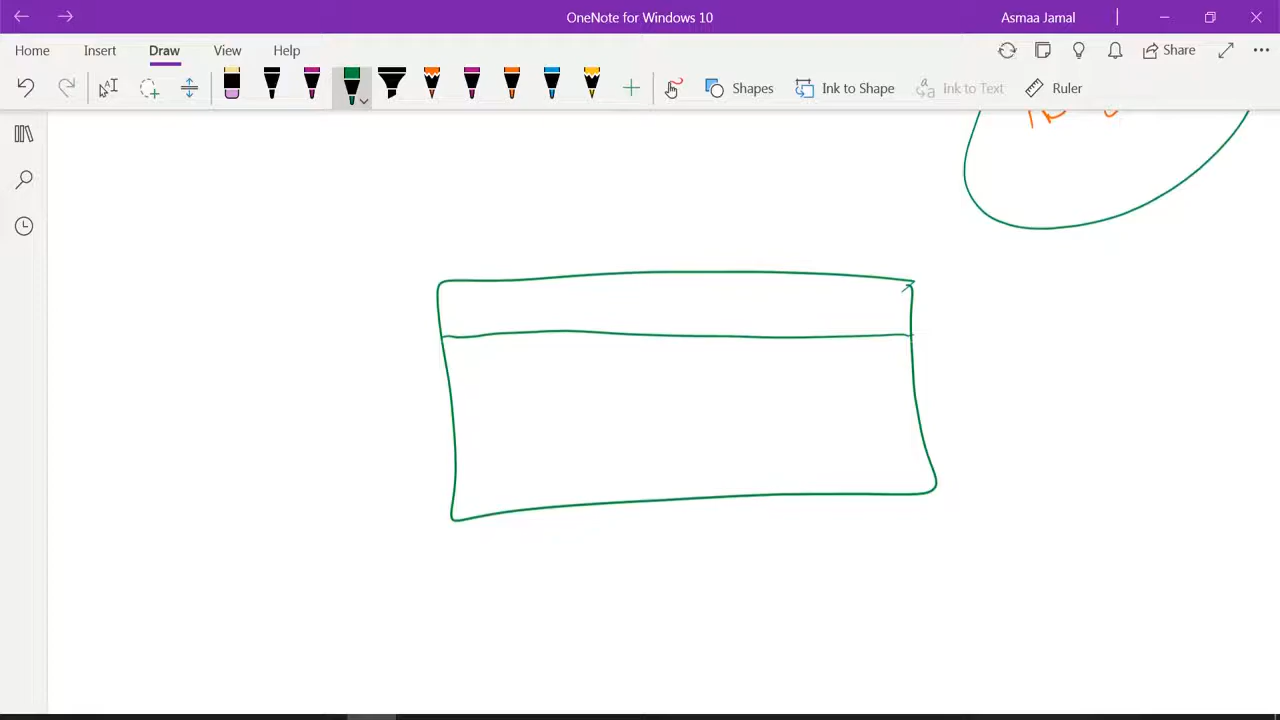 OneNote for Windows 10
Asmaa Jamal
Home Insert Draw View Help
Share
Shapes Ink to Shape Ink to Text Ruler